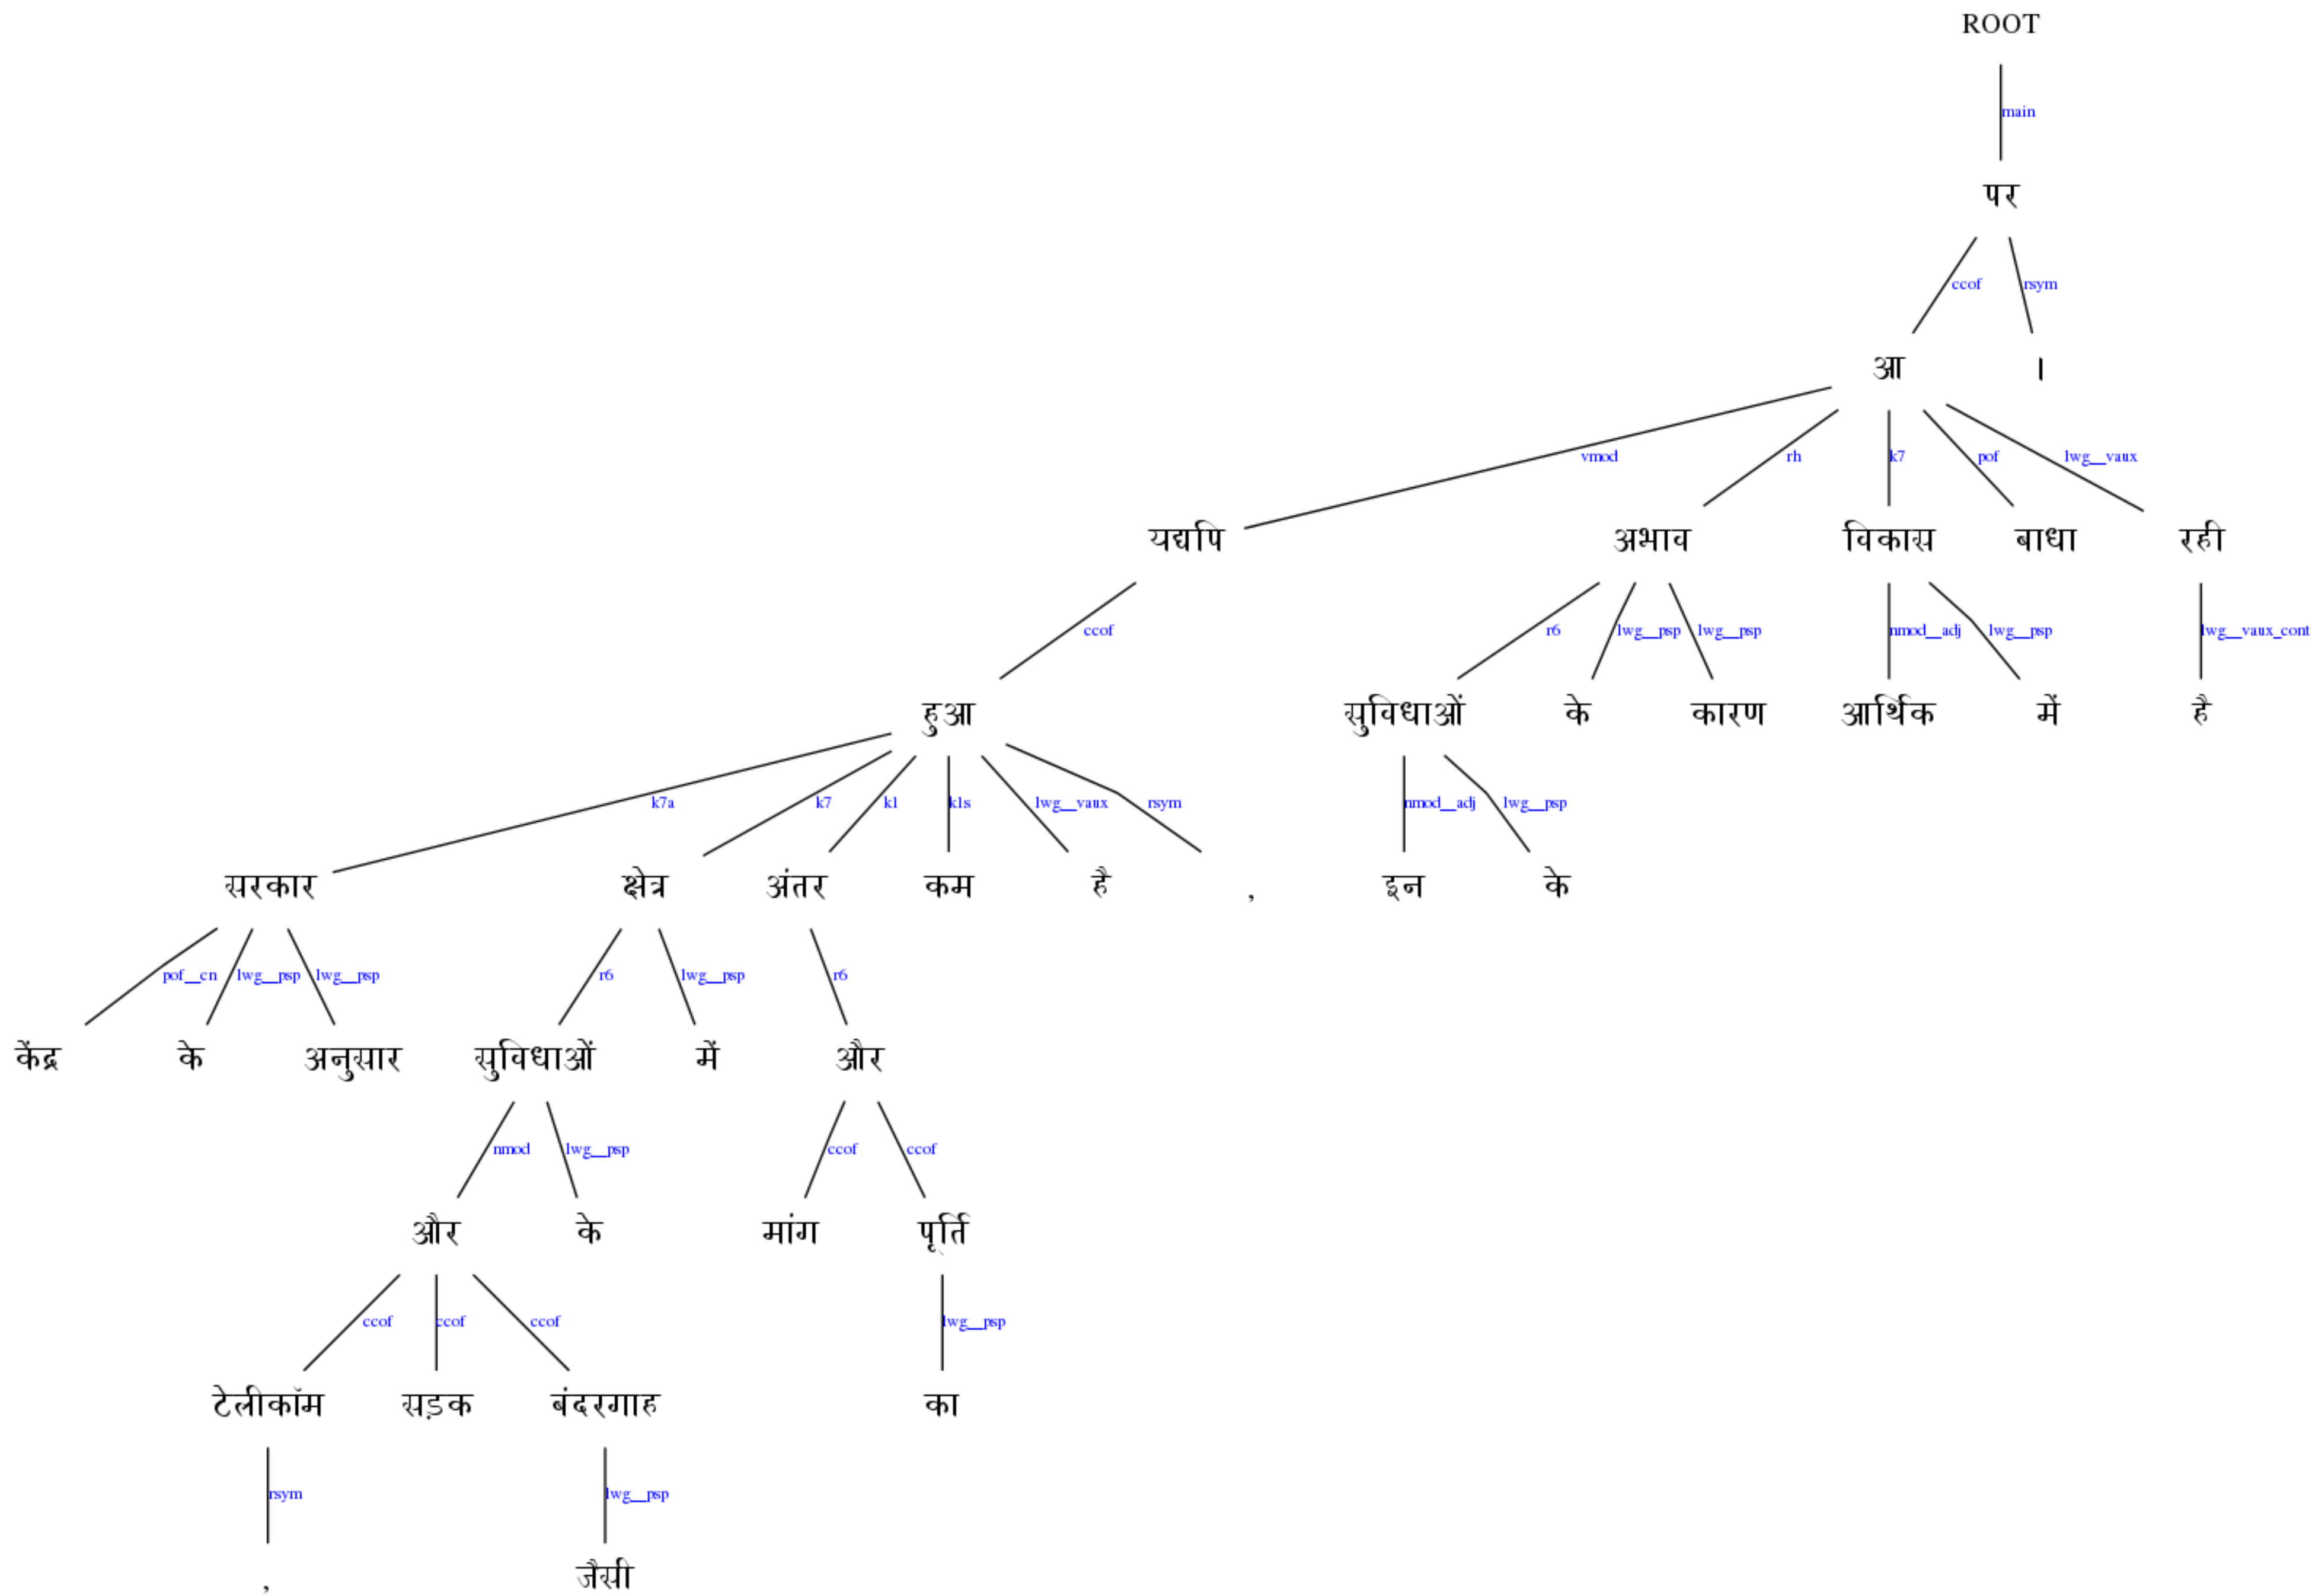 ROOT
main
पर
ccof rsym
आ ।
vmod rh k7 pof lwg__vaux
यद्यपि अभाव विकास बाधा रही
ccof r6 lwg__psp lwg__psp nmod__adj lwg__psp lwg__vaux_cont
हुआ सुविधाओं के कारण आर्थिक में है
k7a k7 k1 k1s lwg__vaux rsym nmod__adj lwg__psp
सरकार क्षेत्र अंतर कम है , इन के
pof__cn lwg__psp lwg__psp r6 lwg__psp r6
केंद्र के अनुसार सुविधाओं में और
nmod lwg__psp ccof ccof
और के मांग पूर्ति
ccof ccof ccof lwg__psp
टेलीकॉम सड़क बंदरगाह का
rsym lwg__psp
, जैसी